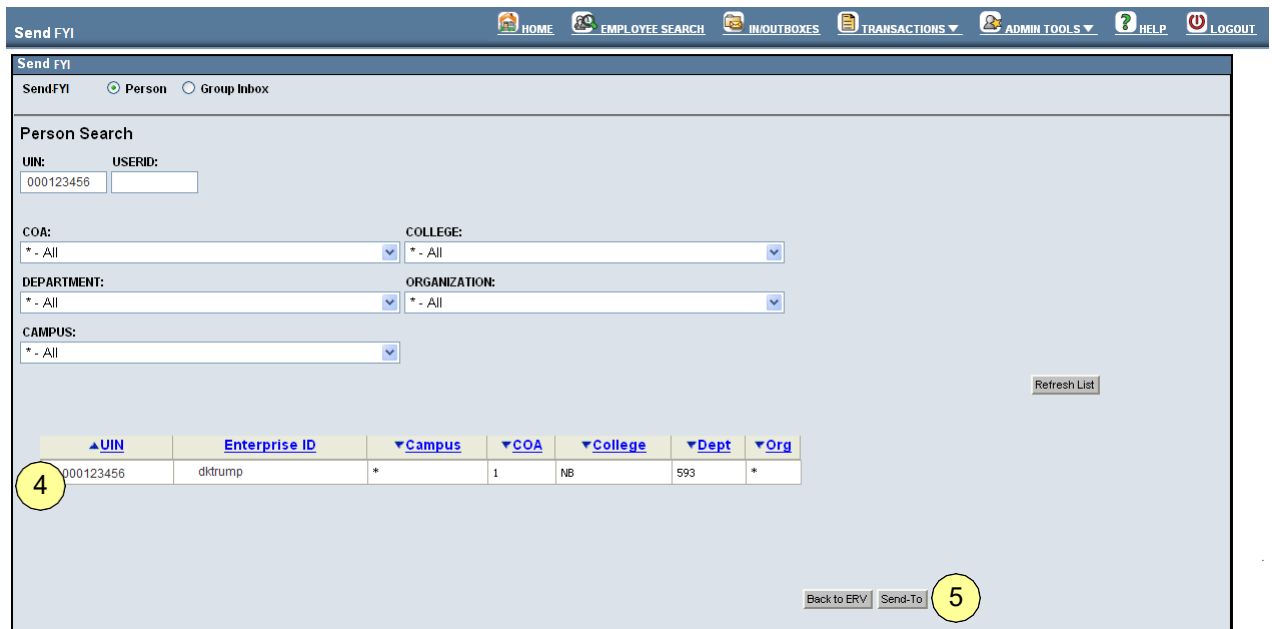 Send FYI HOME EMPLOYEE SEARCH IN/OUTBOXES TRANSACTIONS ADMIN TOOLS HELP LOGOUT
Send FYI
SendFYI Person Group Inbox
Person Search
UIN: USERID:
000123456
COA: COLLEGE:
* - All * - All
DEPARTMENT: ORGANIZATION:
* - All * - All
CAMPUS:
* - All
Refresh List
UIN Enterprise ID Campus COA College Dept Org
4 000123456 dktrump * 1 NB 593 *
Back to ERV Send-To 5